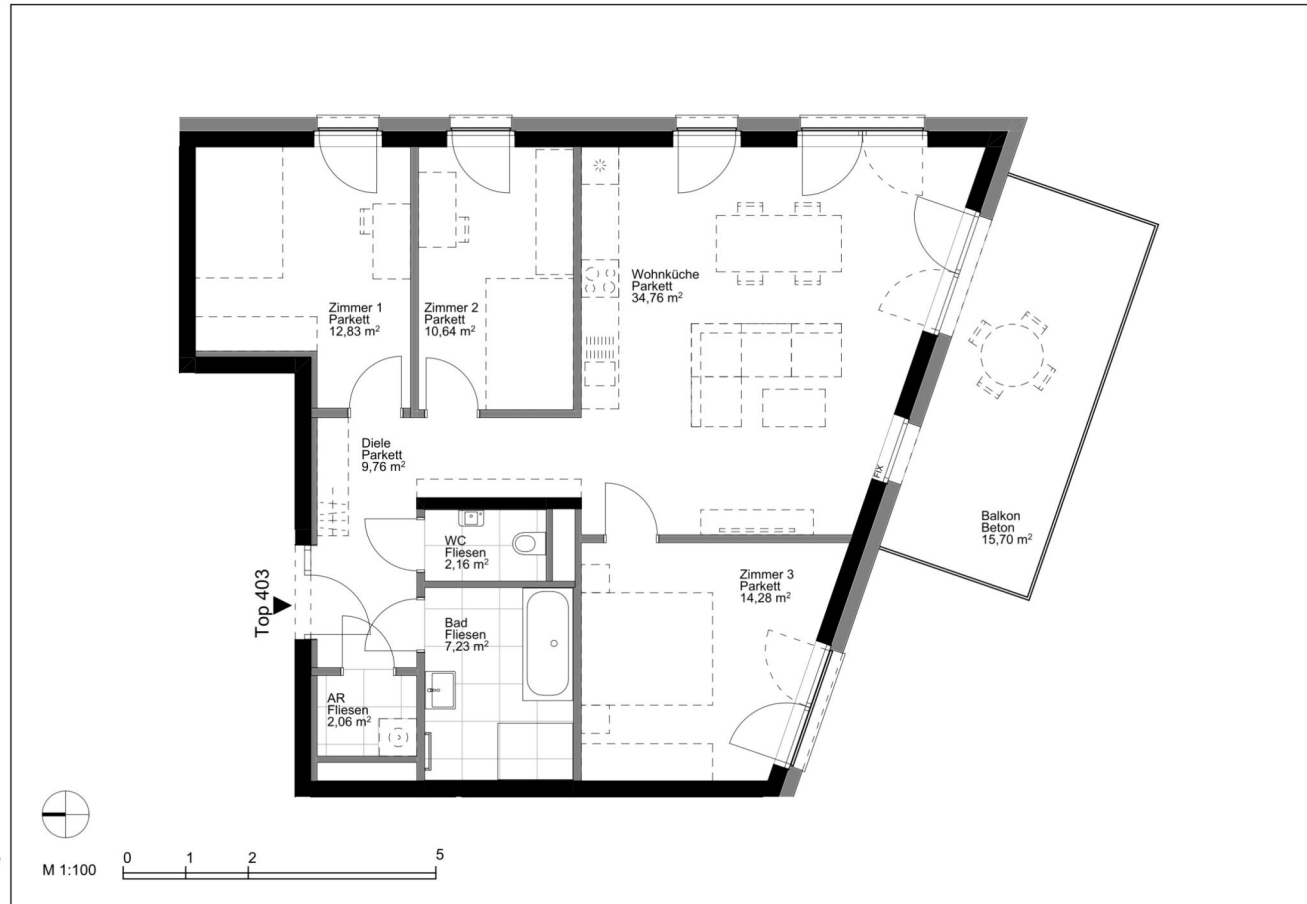 Zimmer 1
Parkett
12,83 m²
Zimmer 2
Parkett
10,64 m²
Wohnküche
Parkett
34,76 m²
Diele
Parkett
9,76 m²
FIX
Balkon
Beton
15,70 m²
WC
Fliesen
2,16 m²
Zimmer 3
Parkett
14,28 m²
Top 403
Bad
Fliesen
7,23 m²
AR
Fliesen
2,06 m²
M 1:100
0 1 2 5